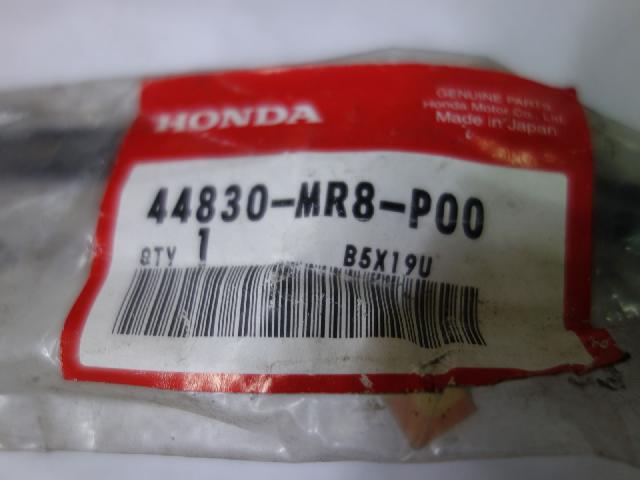 GENUINE PARTS
Honda Motor Co., Ltd.
Made in Japan
HONDA
44830-MR8-P00
QTY 1
B5X19U